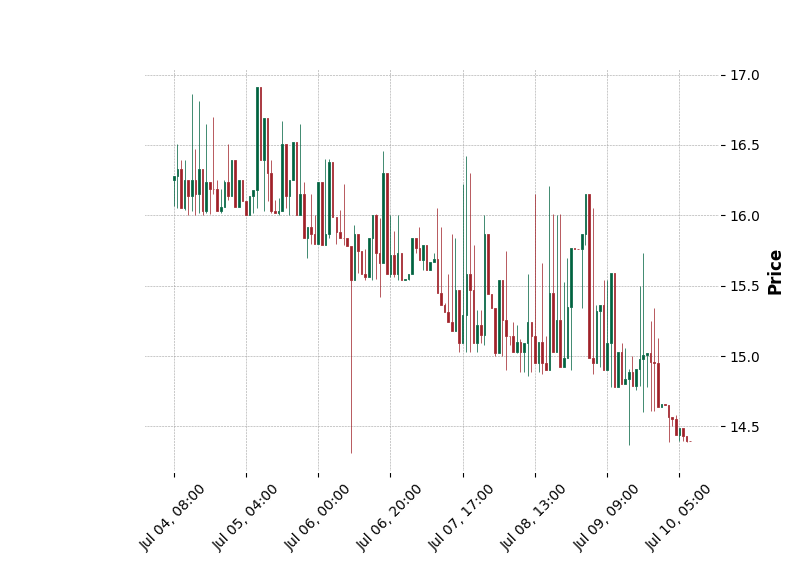 17.0
16.5
16.0
15.5
15.0
14.5
Price
Jul 04, 08:00
Jul 05, 04:00
Jul 06, 00:00
Jul 06, 20:00
Jul 07, 17:00
Jul 08, 13:00
Jul 09, 09:00
Jul 10, 05:00